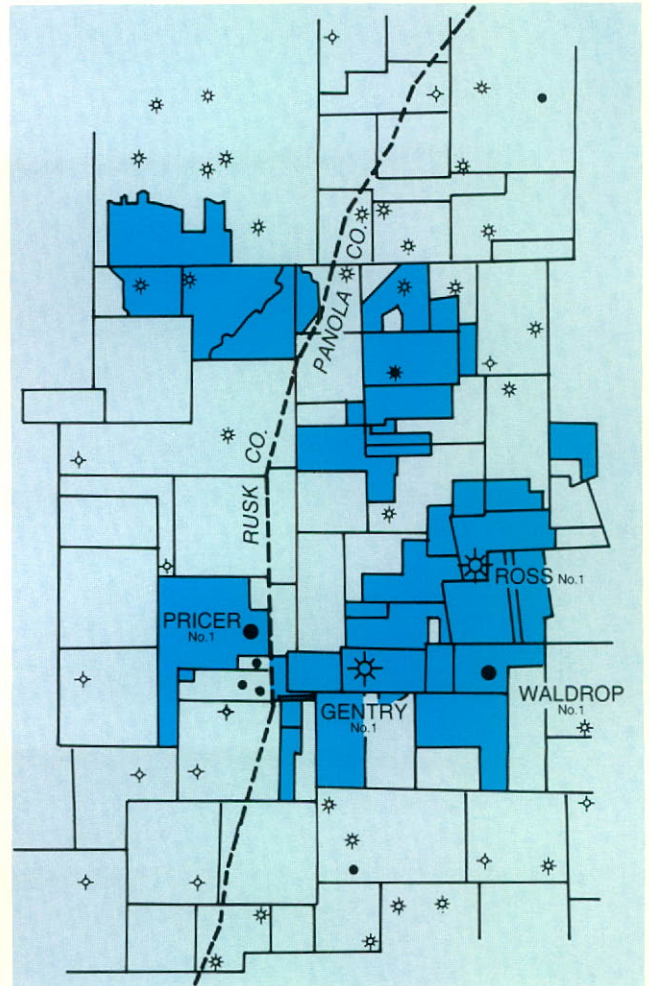 PANOLA CO.
RUSK CO.
ROSS No.1
PRICER
No.1
WALDROP
No.1
GENTRY
No.1